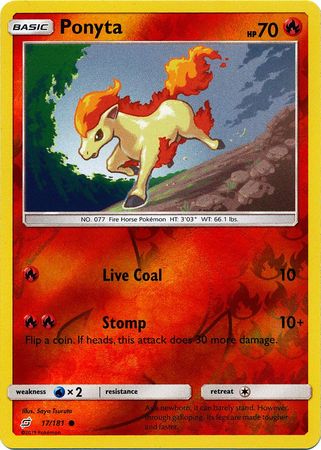 BASIC Ponyta HP 70
NO. 077 Fire Horse Pokémon HT: 3'03" WT: 66.1 lbs.
Live Coal 10
Stomp 10+
Flip a coin. If heads, this attack does 30 more damage.
weakness ×2 resistance retreat
Illus. Saya Tsuruta
As a newborn, it can barely stand. However,
through galloping, its legs are made tougher
and faster.
17/181
©2019 Pokémon